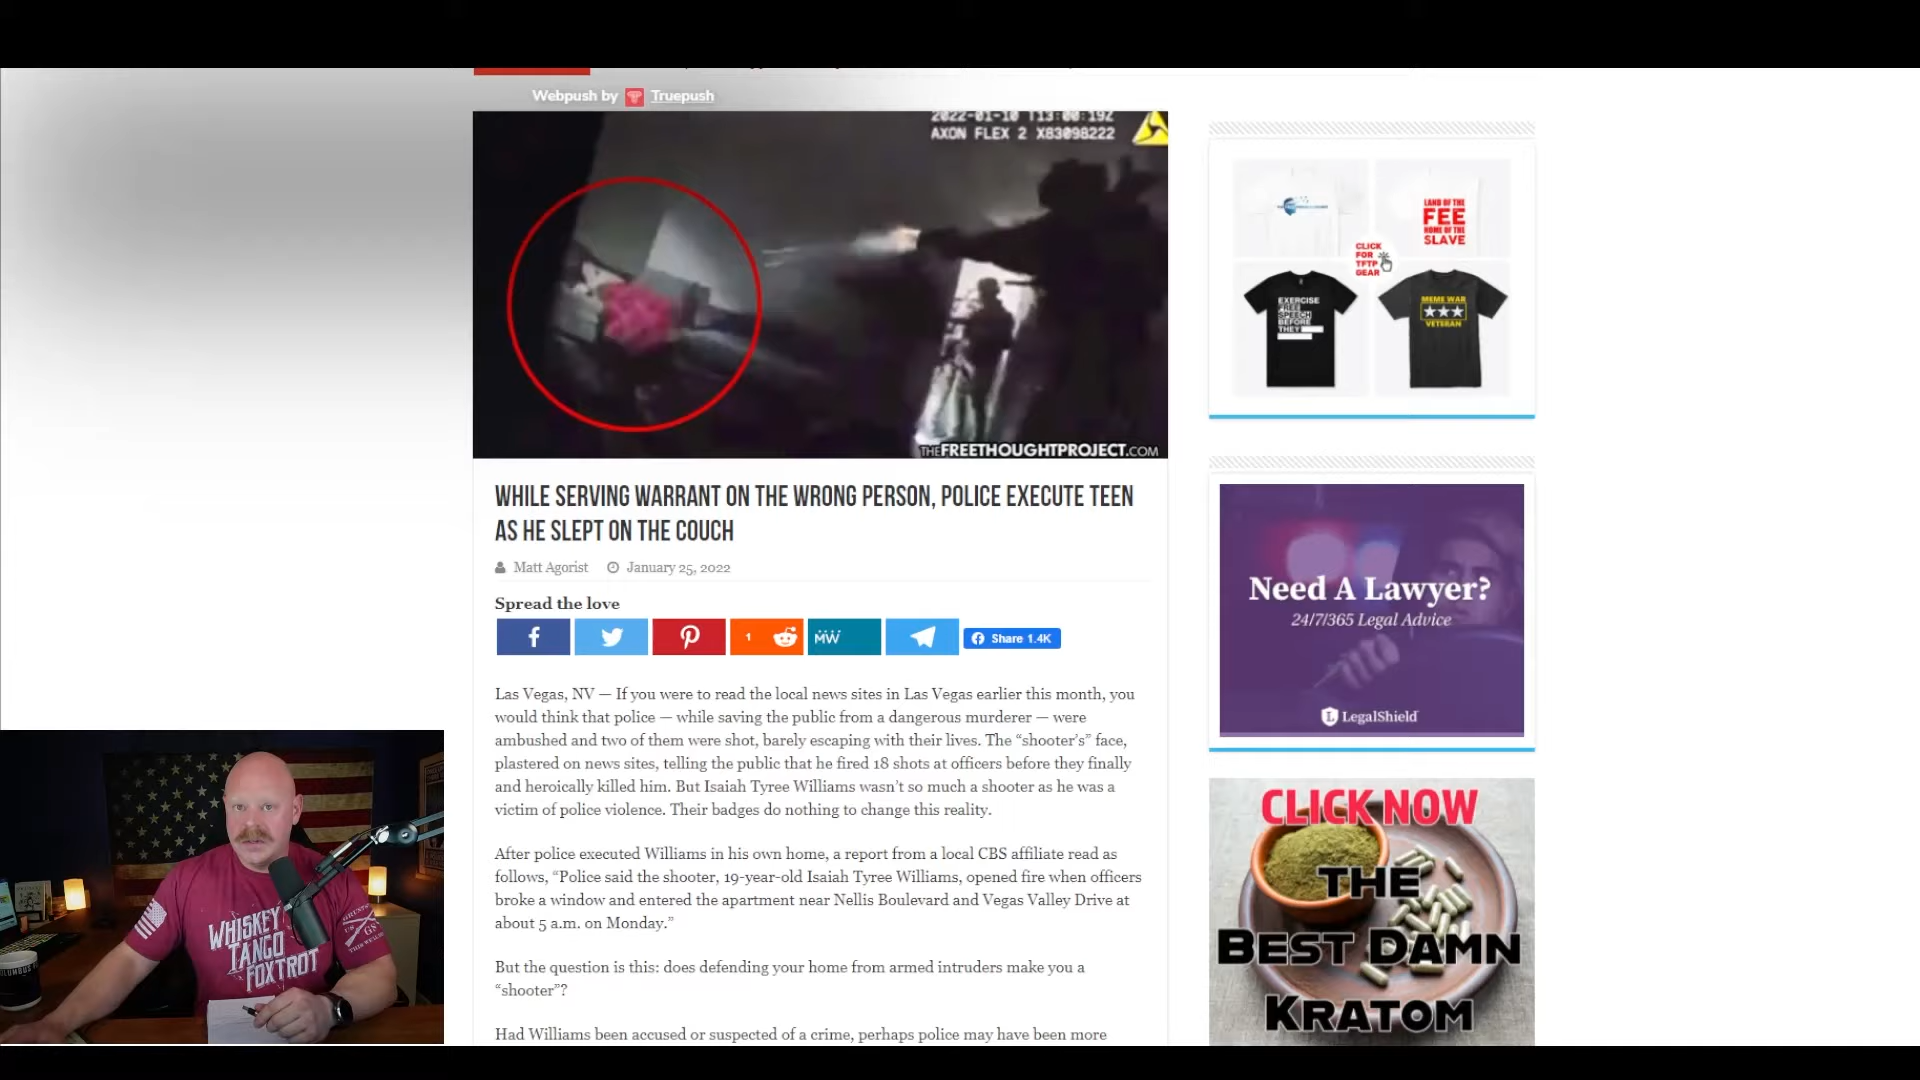 Webpush by Truepush
2022-01-10 T13:00:19Z
AXON FLEX 2 X83098222
THEFREETHOUGHTPROJECT.COM
WHILE SERVING WARRANT ON THE WRONG PERSON, POLICE EXECUTE TEEN
AS HE SLEPT ON THE COUCH
Matt Agorist January 25, 2022
Spread the love
1
Share 1.4K
Las Vegas, NV — If you were to read the local news sites in Las Vegas earlier this month, you
would think that police — while saving the public from a dangerous murderer — were
ambushed and two of them were shot, barely escaping with their lives. The “shooter’s” face,
plastered on news sites, telling the public that he fired 18 shots at officers before they finally
and heroically killed him. But Isaiah Tyree Williams wasn’t so much a shooter as he was a
victim of police violence. Their badges do nothing to change this reality.
After police executed Williams in his own home, a report from a local CBS affiliate read as
follows, “Police said the shooter, 19-year-old Isaiah Tyree Williams, opened fire when officers
broke a window and entered the apartment near Nellis Boulevard and Vegas Valley Drive at
about 5 a.m. on Monday.”
But the question is this: does defending your home from armed intruders make you a
“shooter”?
Had Williams been accused or suspected of a crime, perhaps police may have been more
LAND OF THE
FEE
HOME OF THE
SLAVE
CLICK
FOR
TFTP
GEAR
EXERCISE
FREE
SPEECH
BEFORE
THEY
MEME WAR
VETERAN
Need A Lawyer?
24/7/365 Legal Advice
LegalShield
CLICK NOW
THE
BEST DAMN
KRATOM
WHISKEY
TANGO
FOXTROT